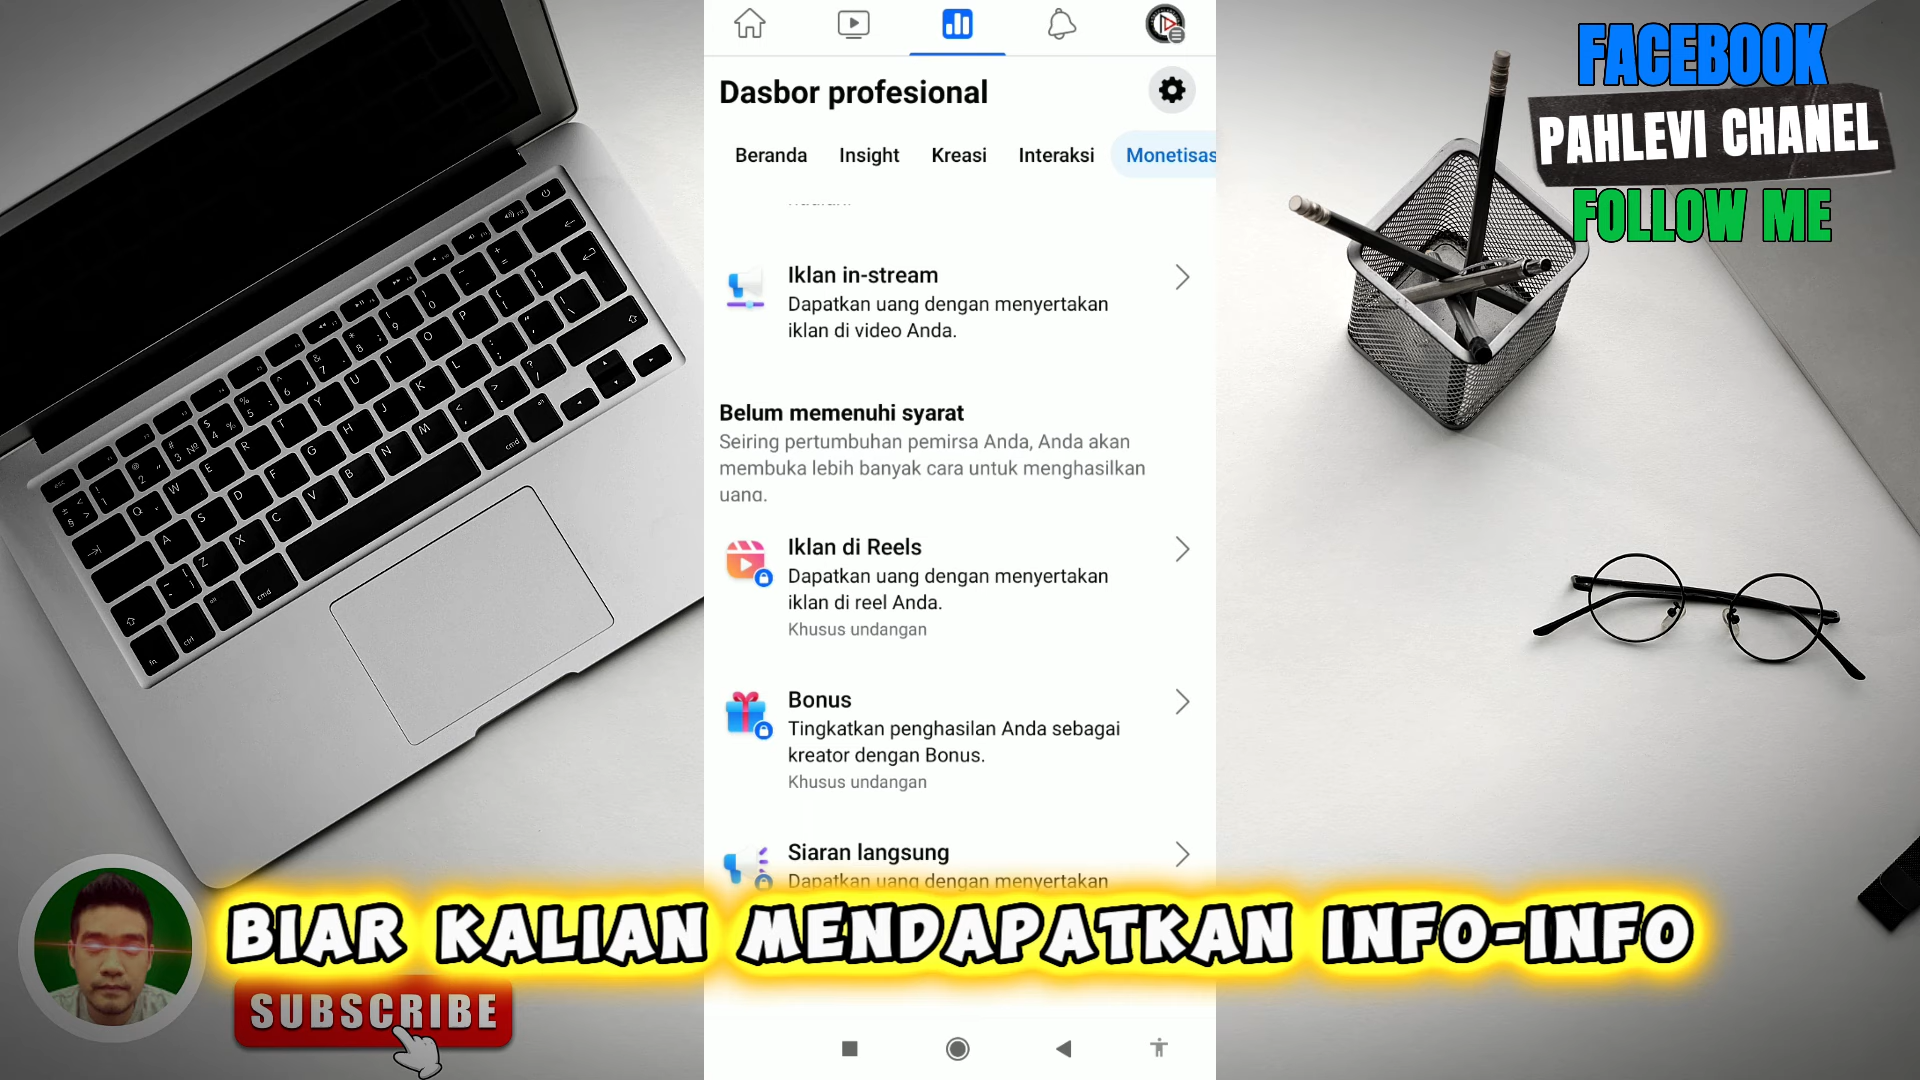 FACEBOOK
PAHLEVI CHANEL
FOLLOW ME
Dasbor profesional
Beranda Insight Kreasi Interaksi Monetisas
Iklan in-stream
Dapatkan uang dengan menyertakan
iklan di video Anda.
Belum memenuhi syarat
Seiring pertumbuhan pemirsa Anda, Anda akan
membuka lebih banyak cara untuk menghasilkan
uang.
Iklan di Reels
Dapatkan uang dengan menyertakan
iklan di reel Anda.
Khusus undangan
Bonus
Tingkatkan penghasilan Anda sebagai
kreator dengan Bonus.
Khusus undangan
Siaran langsung
Dapatkan uang dengan menyertakan
BIAR KALIAN MENDAPATKAN INFO-INFO
SUBSCRIBE